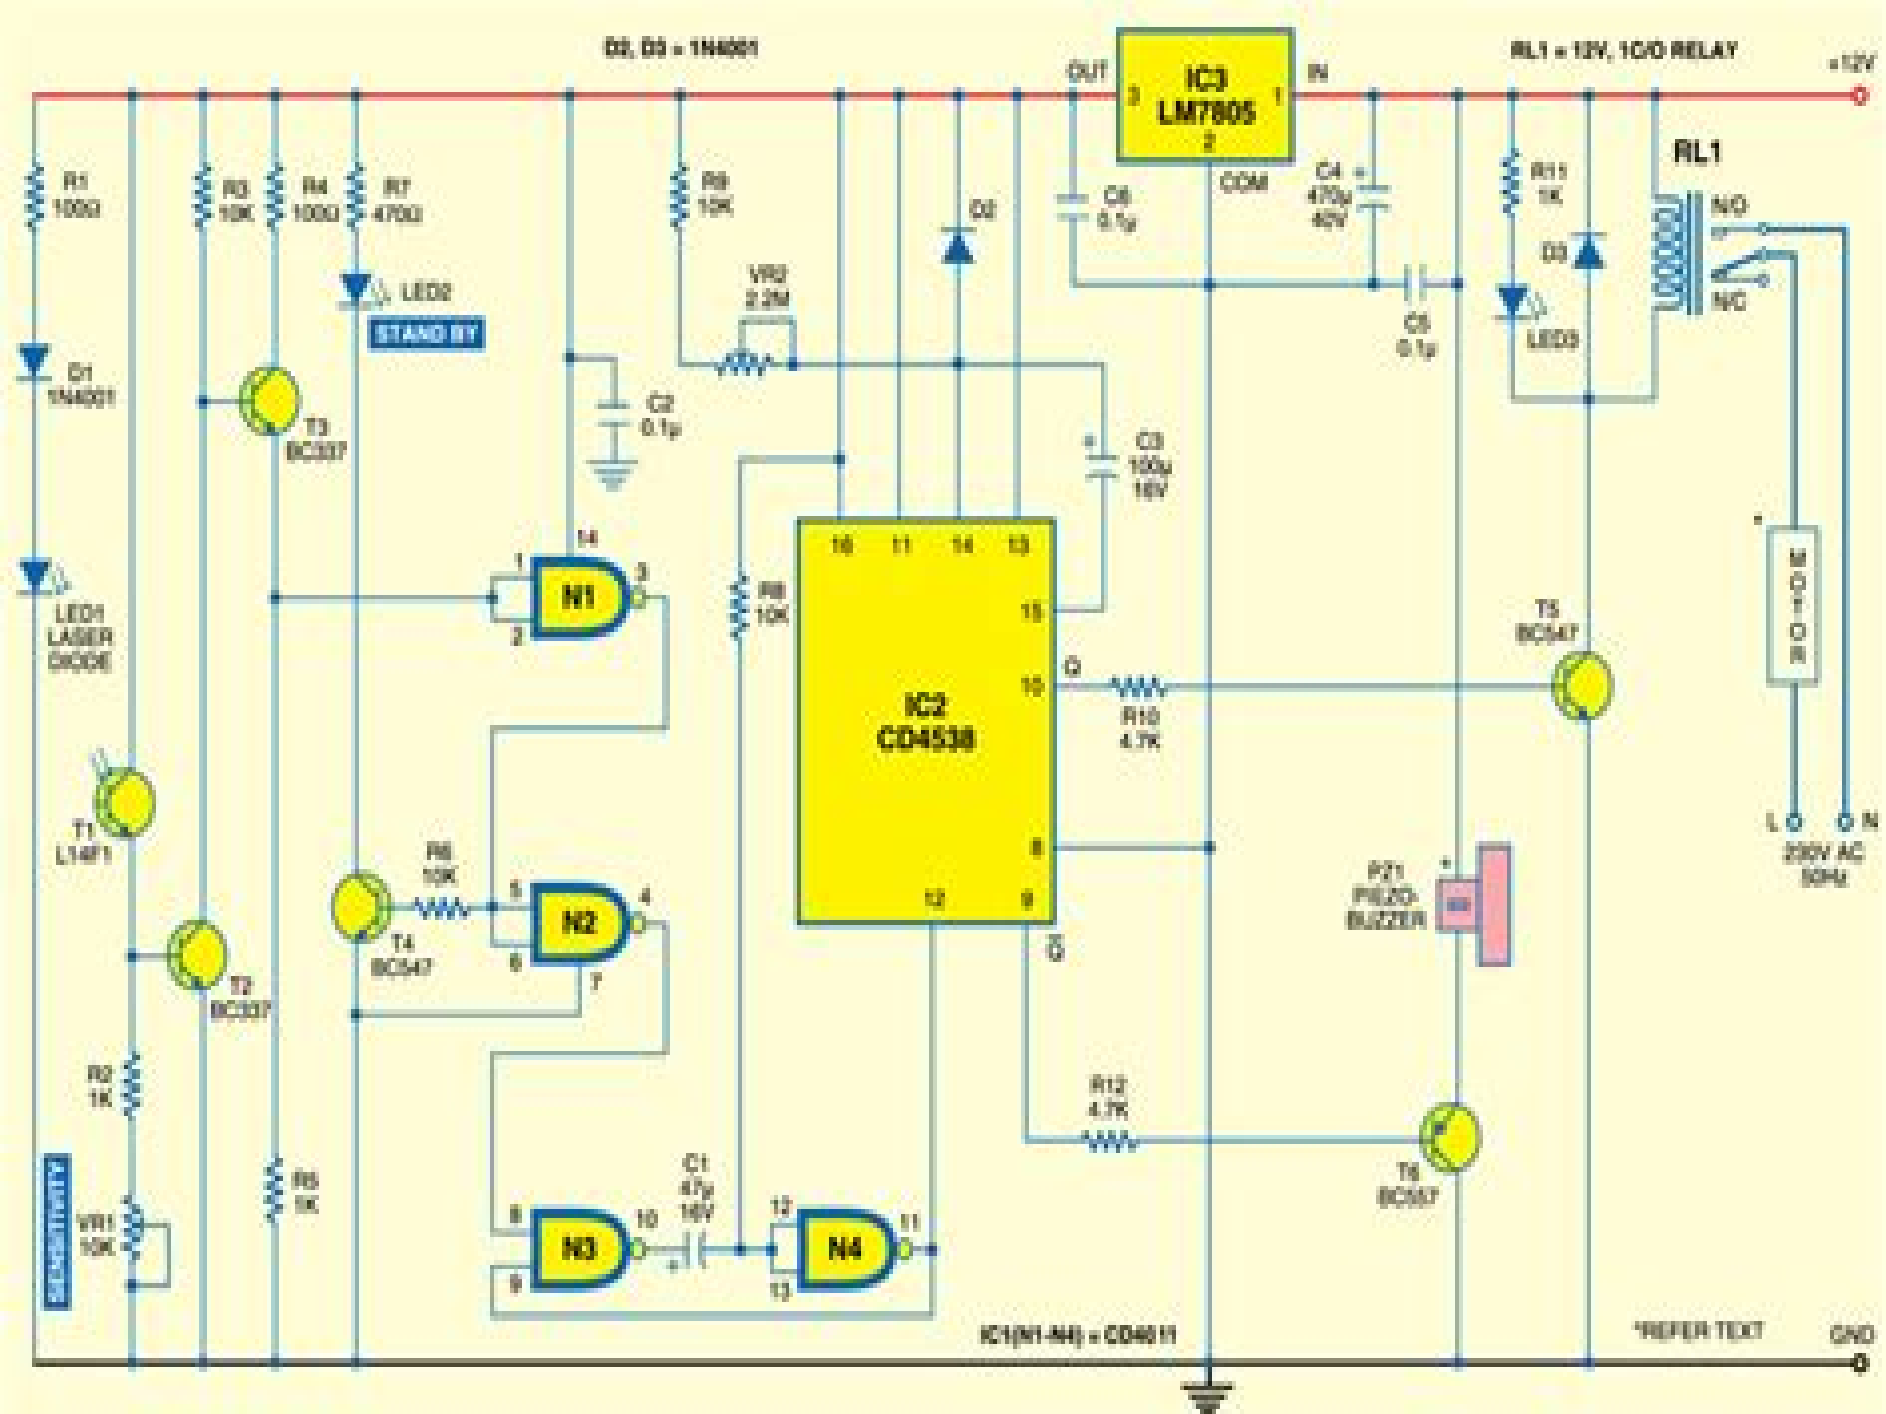 D2, D3 = 1N4001
RL1 = 12V, 1C/O RELAY
+12V
OUT
3
IC3
LM7805
2
1
IN
COM
RL1
R1
100Ω
R3
10K
R4
100Ω
R7
470Ω
R9
10K
D2
C6
0.1µ
C4
470µ
40V
+
R11
1K
N/O
N/C
D3
LED3
LED2
STAND BY
VR2
2.2M
C5
0.1µ
D1
1N4001
T3
BC337
C2
0.1µ
+
C3
100µ
16V
LED1
LASER
DIODE
14
1
2
N1
3
R8
10K
16
11
14
13
15
10
Q
IC2
CD4538
8
12
9
Q̅
R10
4.7K
T5
BC547
*
MOTOR
L
N
230V AC
50Hz
T1
L14F1
R6
10K
T4
BC547
5
6
N2
4
7
T2
BC337
PZ1
PIEZO-
BUZZER
+
R2
1K
R12
4.7K
T6
BC557
SENSITIVITY
VR1
10K
R5
1K
8
9
N3
10
C1
47µ
16V
+
12
13
N4
11
IC1(N1-N4) = CD4011
*REFER TEXT
GND